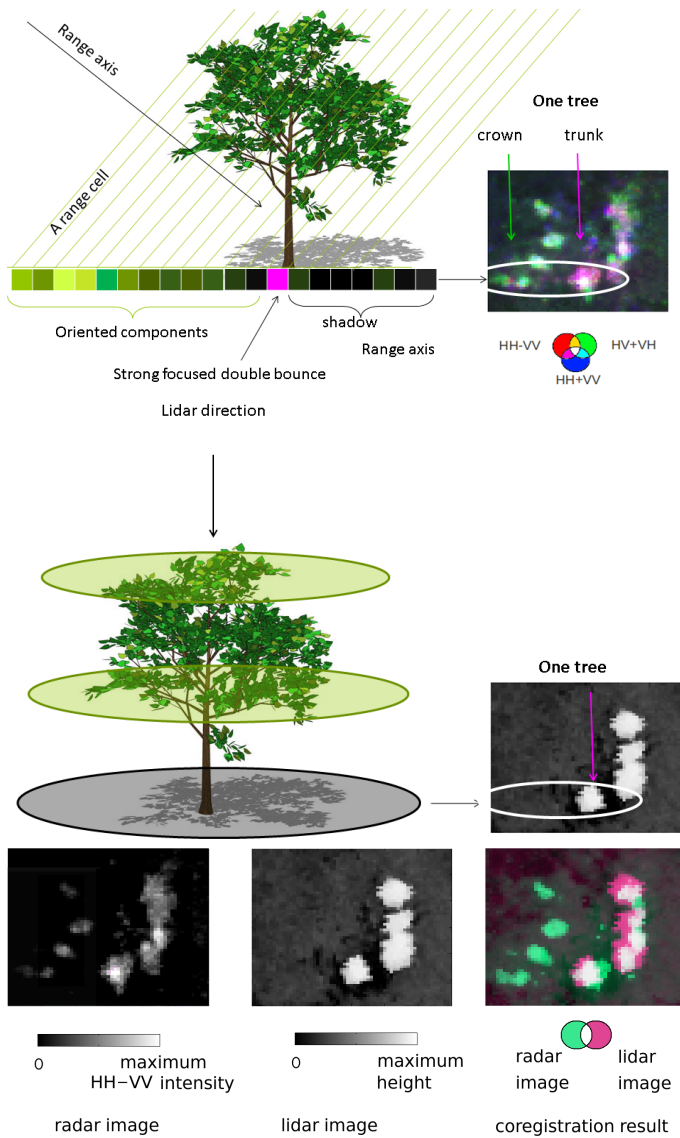 Range axis
One tree
crown
trunk
A range cell
Oriented components
shadow
Range axis
HH-VV
HV+VH
HH+VV
Strong focused double bounce
Lidar direction
One tree
0
maximum
HH−VV intensity
0
maximum
height
radar
image
lidar
image
radar image
lidar image
coregistration result